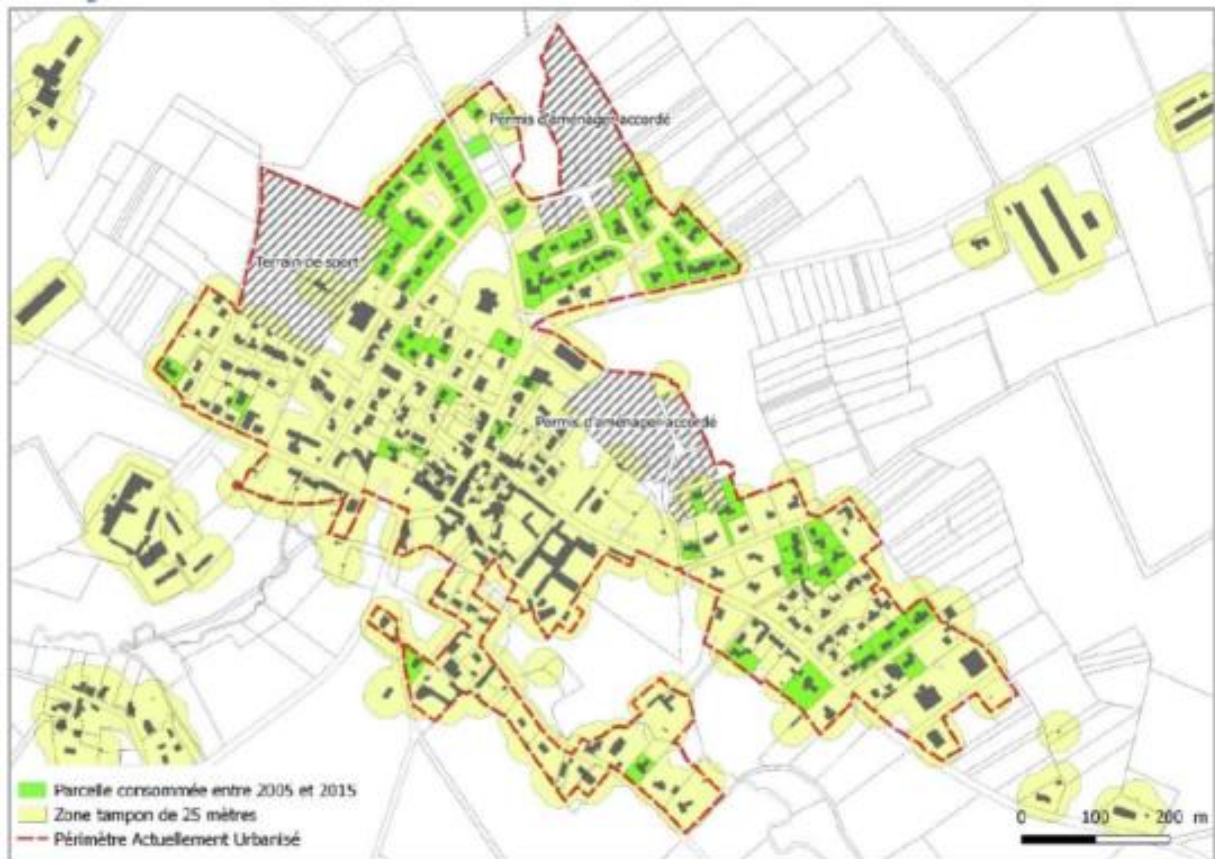 Permis d'aménager accordé
Terrain de sport
Permis d'aménager accordé
Parcelle consommée entre 2005 et 2015
Zone tampon de 25 mètres
Périmètre Actuellement Urbanisé
0 100 200 m